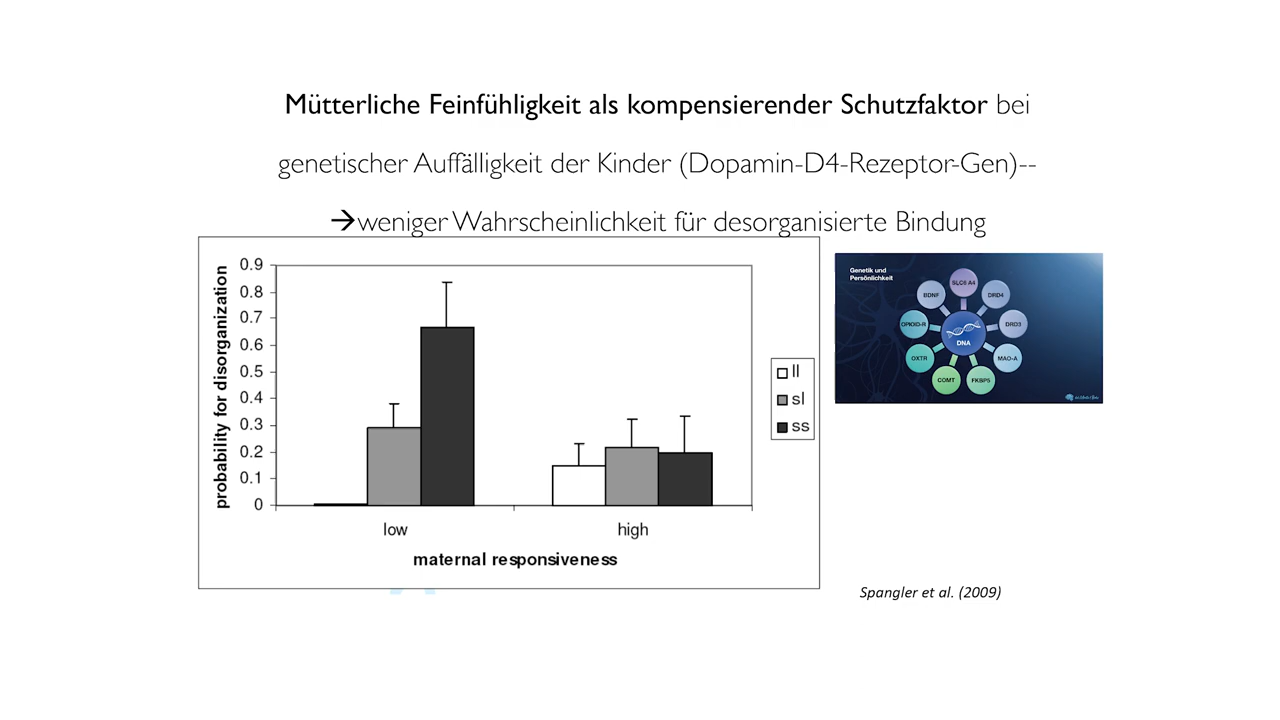 Mütterliche Feinfühligkeit als kompensierender Schutzfaktor bei
genetischer Auffälligkeit der Kinder (Dopamin-D4-Rezeptor-Gen)--
→weniger Wahrscheinlichkeit für desorganisierte Bindung
probability for disorganization
0.9
0.8
0.7
0.6
0.5
0.4
0.3
0.2
0.1
0
low
high
maternal responsiveness
ll
sl
ss
Genetik und
Persönlichkeit
SLC6 A4
BDNF
DRD4
OPIOID-R
DRD3
DNA
OXTR
MAO-A
COMT
FKBP5
Spangler et al. (2009)